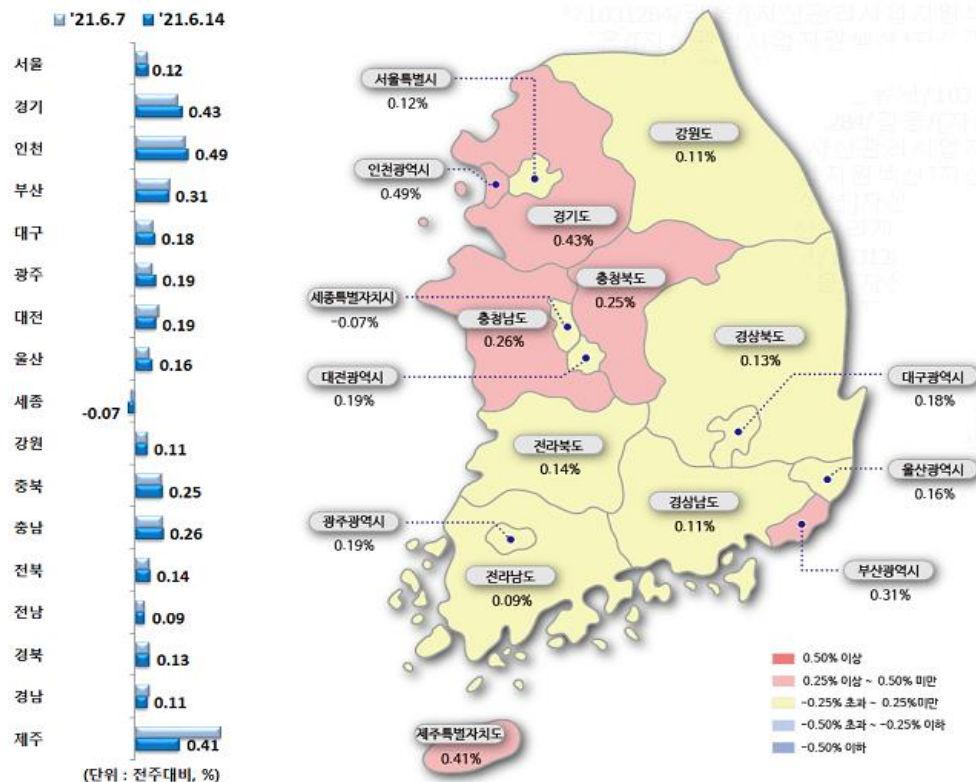 '21.6.7 '21.6.14
서울 0.12
경기 0.43
인천 0.49
부산 0.31
대구 0.18
광주 0.19
대전 0.19
울산 0.16
세종 -0.07
강원 0.11
충북 0.25
충남 0.26
전북 0.14
전남 0.09
경북 0.13
경남 0.11
제주 0.41
(단위 : 전주대비, %)
서울특별시
0.12%
강원도
0.11%
인천광역시
0.49%
경기도
0.43%
충청북도
0.25%
세종특별자치시
-0.07%
충청남도
0.26%
경상북도
0.13%
대전광역시
0.19%
대구광역시
0.18%
전라북도
0.14%
울산광역시
0.16%
경상남도
0.11%
광주광역시
0.19%
전라남도
0.09%
부산광역시
0.31%
제주특별자치도
0.41%
0.50% 이상
0.25% 이상 ~ 0.50% 미만
-0.25% 초과 ~ 0.25%미만
-0.50% 초과 ~ -0.25% 이하
-0.50% 이하